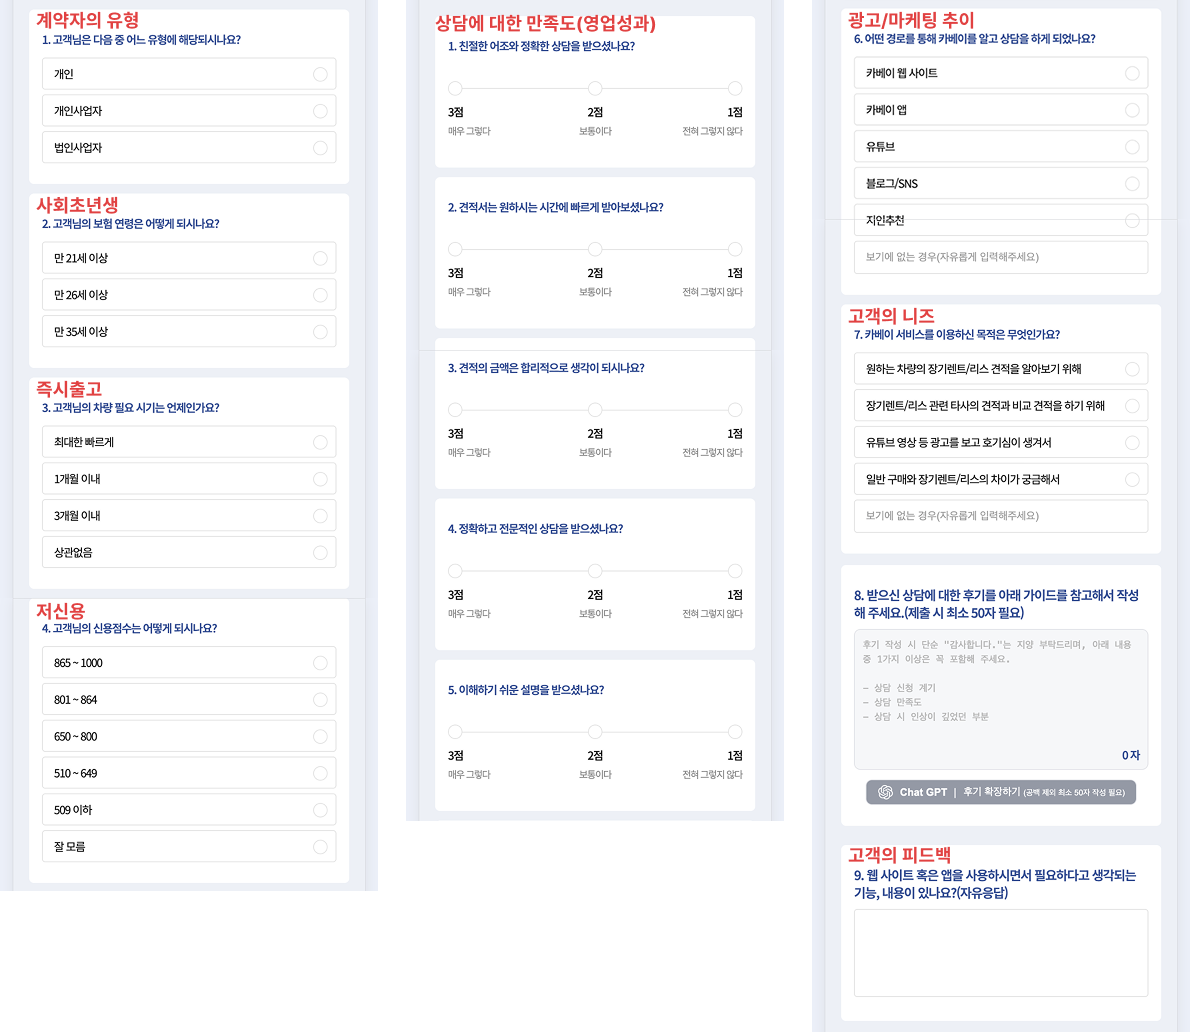 계약자의 유형
1. 고객님은 다음 중 어느 유형에 해당되시나요?
개인
개인사업자
법인사업자
사회초년생
2. 고객님의 보험 연령은 어떻게 되시나요?
만 21세 이상
만 26세 이상
만 35세 이상
즉시출고
3. 고객님의 차량 필요 시기는 언제인가요?
최대한 빠르게
1개월 이내
3개월 이내
상관없음
저신용
4. 고객님의 신용점수는 어떻게 되시나요?
865 ~ 1000
801 ~ 864
650 ~ 800
510 ~ 649
509 이하
잘 모름
상담에 대한 만족도(영업성과)
1. 친절한 어조와 정확한 상담을 받으셨나요?
3점 2점 1점
매우 그렇다 보통이다 전혀 그렇지 않다
2. 견적서는 원하시는 시간에 빠르게 받아보셨나요?
3점 2점 1점
매우 그렇다 보통이다 전혀 그렇지 않다
3. 견적의 금액은 합리적으로 생각이 되시나요?
3점 2점 1점
매우 그렇다 보통이다 전혀 그렇지 않다
4. 정확하고 전문적인 상담을 받으셨나요?
3점 2점 1점
매우 그렇다 보통이다 전혀 그렇지 않다
5. 이해하기 쉬운 설명을 받으셨나요?
3점 2점 1점
매우 그렇다 보통이다 전혀 그렇지 않다
광고/마케팅 추이
6. 어떤 경로를 통해 카베이를 알고 상담을 하게 되었나요?
카베이 웹 사이트
카베이 앱
유튜브
블로그/SNS
지인추천
보기에 없는 경우(자유롭게 입력해주세요)
고객의 니즈
7. 카베이 서비스를 이용하신 목적은 무엇인가요?
원하는 차량의 장기렌트/리스 견적을 알아보기 위해
장기렌트/리스 관련 타사의 견적과 비교 견적을 하기 위해
유튜브 영상 등 광고를 보고 호기심이 생겨서
일반 구매와 장기렌트/리스의 차이가 궁금해서
보기에 없는 경우(자유롭게 입력해주세요)
8. 받으신 상담에 대한 후기를 아래 가이드를 참고해서 작성
해 주세요.(제출 시 최소 50자 필요)
후기 작성 시 단순 "감사합니다."는 지양 부탁드리며, 아래 내용
중 1가지 이상은 꼭 포함해 주세요.
– 상담 신청 계기
– 상담 만족도
– 상담 시 인상이 깊었던 부분
0 자
Chat GPT | 후기 확장하기 (공백 제외 최소 50자 작성 필요)
고객의 피드백
9. 웹 사이트 혹은 앱을 사용하시면서 필요하다고 생각되는
기능, 내용이 있나요?(자유응답)